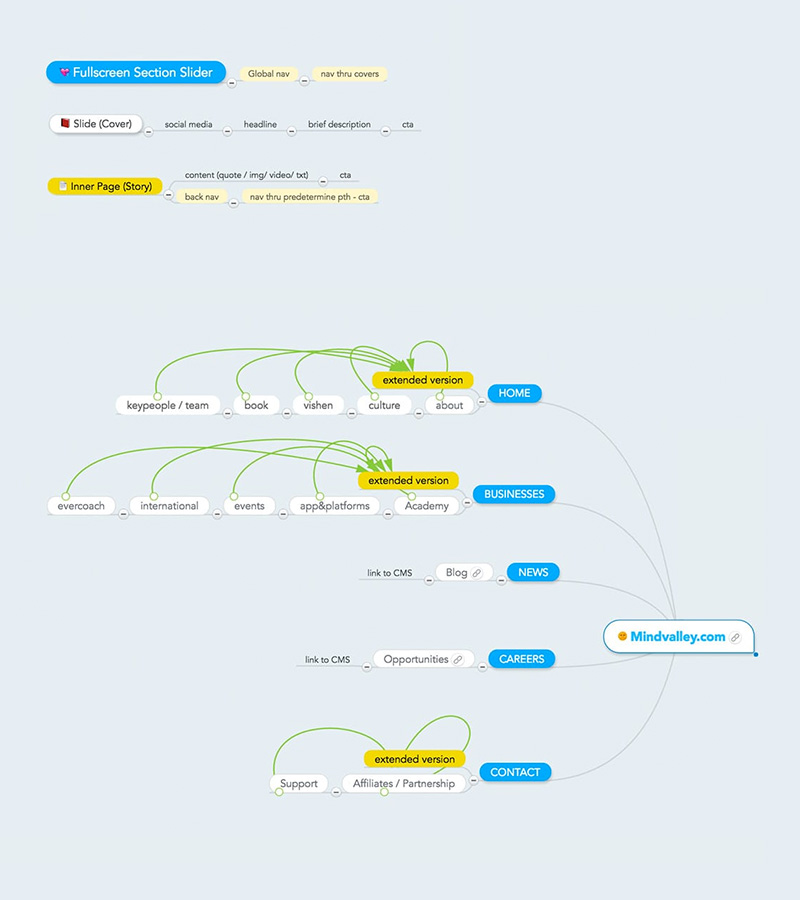 Fullscreen Section Slider
Global nav
nav thru covers
Slide (Cover)
social media
headline
brief description
cta
Inner Page (Story)
content (quote / img/ video/ txt)
cta
back nav
nav thru predetermine pth - cta
extended version
HOME
keypeople / team
book
vishen
culture
about
extended version
BUSINESSES
evercoach
international
events
app&platforms
Academy
link to CMS
Blog
NEWS
Mindvalley.com
link to CMS
Opportunities
CAREERS
extended version
CONTACT
Support
Affiliates / Partnership